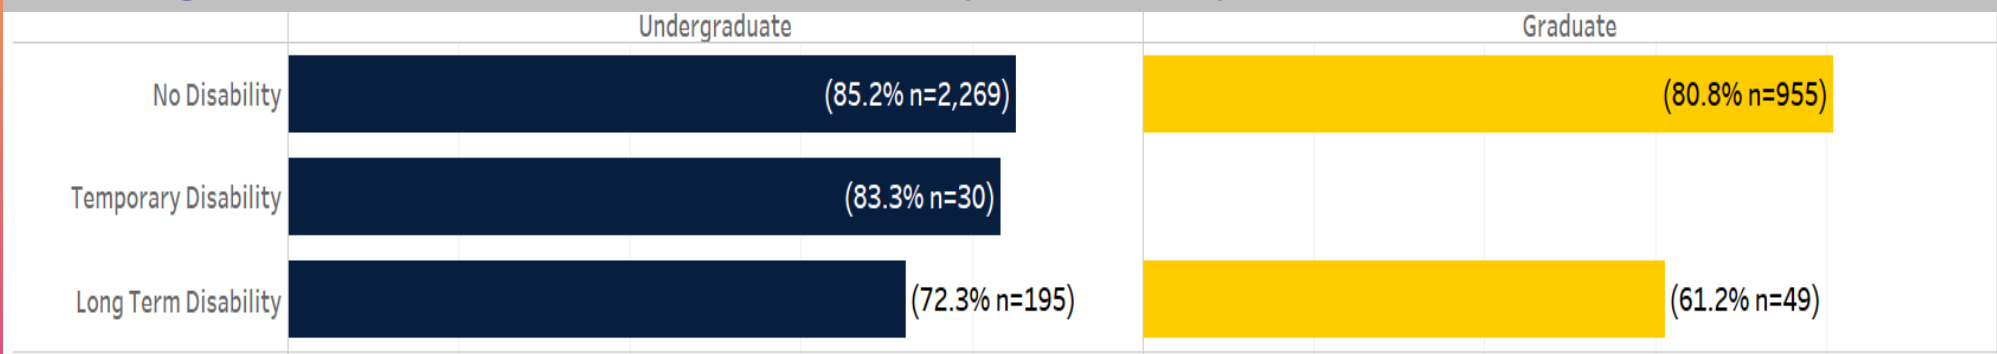 Undergraduate Graduate
No Disability (85.2% n=2,269) (80.8% n=955)
Temporary Disability (83.3% n=30)
Long Term Disability (72.3% n=195) (61.2% n=49)